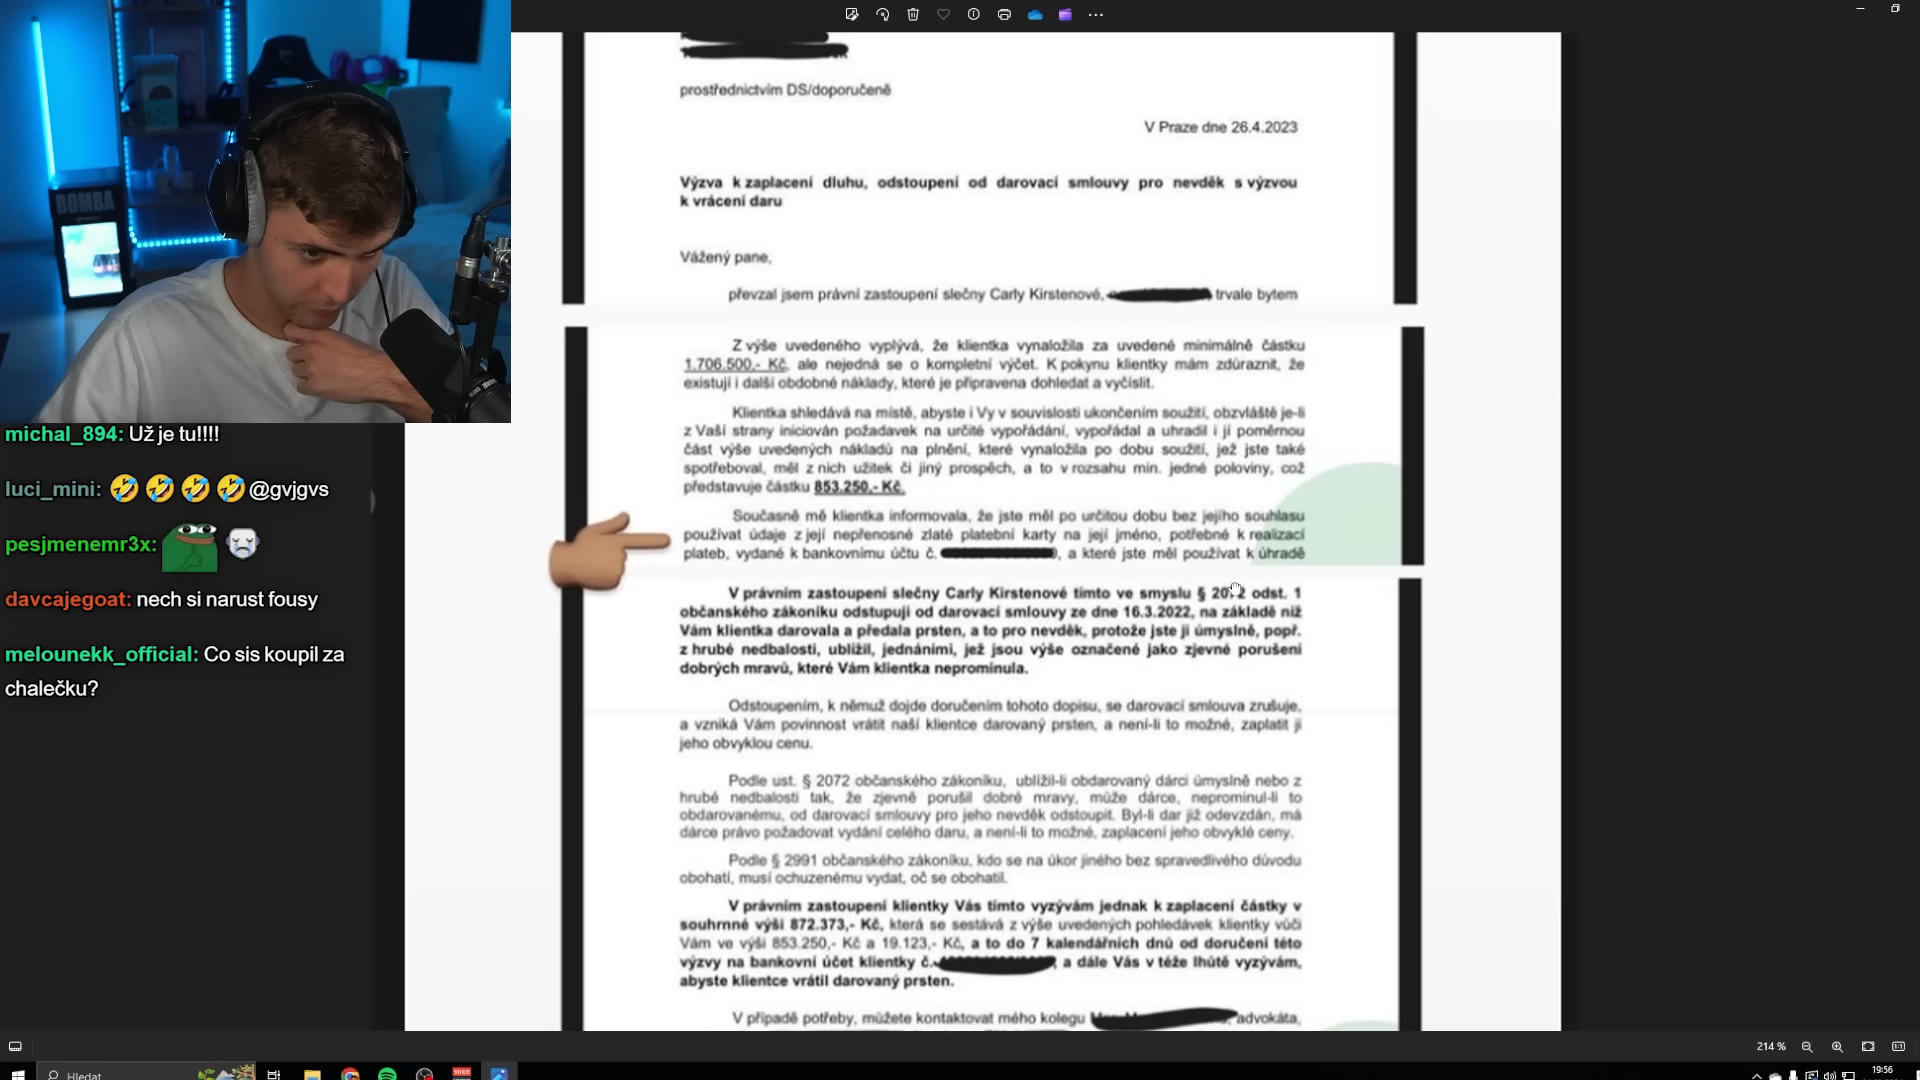 prostřednictvím DS/doporučeně
V Praze dne 26.4.2023
Výzva k zaplacení dluhu, odstoupení od darovací smlouvy pro nevděk s výzvou
k vrácení daru
Vážený pane,
převzal jsem právní zastoupení slečny Carly Kirstenové, trvale bytem
Z výše uvedeného vyplývá, že klientka vynaložila za uvedené minimálně částku
1.706.500,- Kč, ale nejedná se o kompletní výčet. K pokynu klientky mám zdůraznit, že
existují i další obdobné náklady, které je připravena dohledat a vyčíslit.
Klientka shledává na místě, abyste i Vy v souvislosti ukončením soužití, obzvláště je-li
z Vaší strany iniciován požadavek na určité vypořádání, vypořádal a uhradil i jí poměrnou
část výše uvedených nákladů na plnění, které vynaložila po dobu soužití, jež jste také
spotřeboval, měl z nich užitek či jiný prospěch, a to v rozsahu min. jedné poloviny, což
představuje částku 853.250,- Kč.
Současně mě klientka informovala, že jste měl po určitou dobu bez jejího souhlasu
používat údaje z její nepřenosné zlaté platební karty na její jméno, potřebné k realizaci
plateb, vydané k bankovnímu účtu č. , a které jste měl používat k úhradě
V právním zastoupení slečny Carly Kirstenové tímto ve smyslu § 2072 odst. 1
občanského zákoníku odstupuji od darovací smlouvy ze dne 16.3.2022, na základě níž
Vám klientka darovala a předala prsten, a to pro nevděk, protože jste jí úmyslně, popř.
z hrubé nedbalosti, ublížil, jednáními, jež jsou výše označené jako zjevné porušení
dobrých mravů, které Vám klientka neprominula.
Odstoupením, k němuž dojde doručením tohoto dopisu, se darovací smlouva zrušuje,
a vzniká Vám povinnost vrátit naší klientce darovaný prsten, a není-li to možné, zaplatit jí
jeho obvyklou cenu.
Podle ust. § 2072 občanského zákoníku, ublížil-li obdarovaný dárci úmyslně nebo z
hrubé nedbalosti tak, že zjevně porušil dobré mravy, může dárce, neprominul-li to
obdarovanému, od darovací smlouvy pro jeho nevděk odstoupit. Byl-li dar již odevzdán, má
dárce právo požadovat vydání celého daru, a není-li to možné, zaplacení jeho obvyklé ceny.
Podle § 2991 občanského zákoníku, kdo se na úkor jiného bez spravedlivého důvodu
obohatí, musí ochuzenému vydat, oč se obohatil.
V právním zastoupení klientky Vás tímto vyzývám jednak k zaplacení částky v
souhrnné výši 872.373,- Kč, která se sestává z výše uvedených pohledávek klientky vůči
Vám ve výši 853.250,- Kč a 19.123,- Kč, a to do 7 kalendářních dnů od doručení této
výzvy na bankovní účet klientky č. , a dále Vás v téže lhůtě vyzývám,
abyste klientce vrátil darovaný prsten.
V případě potřeby, můžete kontaktovat mého kolegu advokáta,
BOMBA
michal_894: Už je tu!!!!
luci_mini: 🤣 🤣 🤣 🤣 @gvjgvs
pesjmenemr3x:
davcajegoat: nech si narust fousy
melounekk_official: Co sis koupil za
chalečku?
214 %
Hledat
19:56